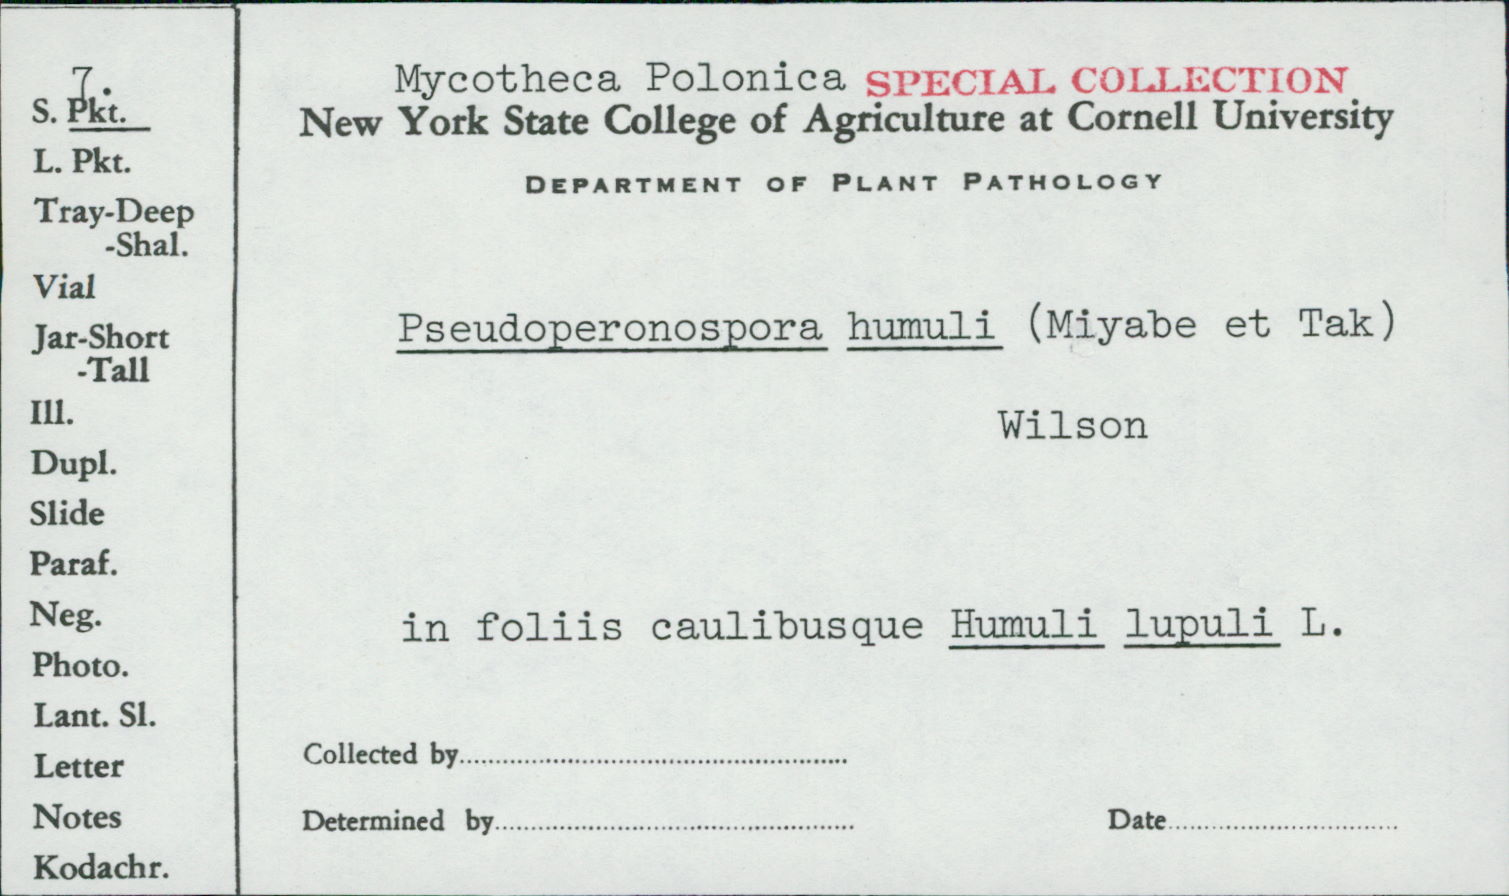 7.
S. Pkt.
L. Pkt.
Tray-Deep
-Shal.
Vial
Jar-Short
-Tall
Ill.
Dupl.
Slide
Paraf.
Neg.
Photo.
Lant. Sl.
Letter
Notes
Kodachr.
Mycotheca Polonica SPECIAL COLLECTION
New York State College of Agriculture at Cornell University
DEPARTMENT OF PLANT PATHOLOGY
Pseudoperonospora humuli (Miyabe et Tak)
Wilson
in foliis caulibusque Humuli lupuli L.
Collected by
Determined by
Date